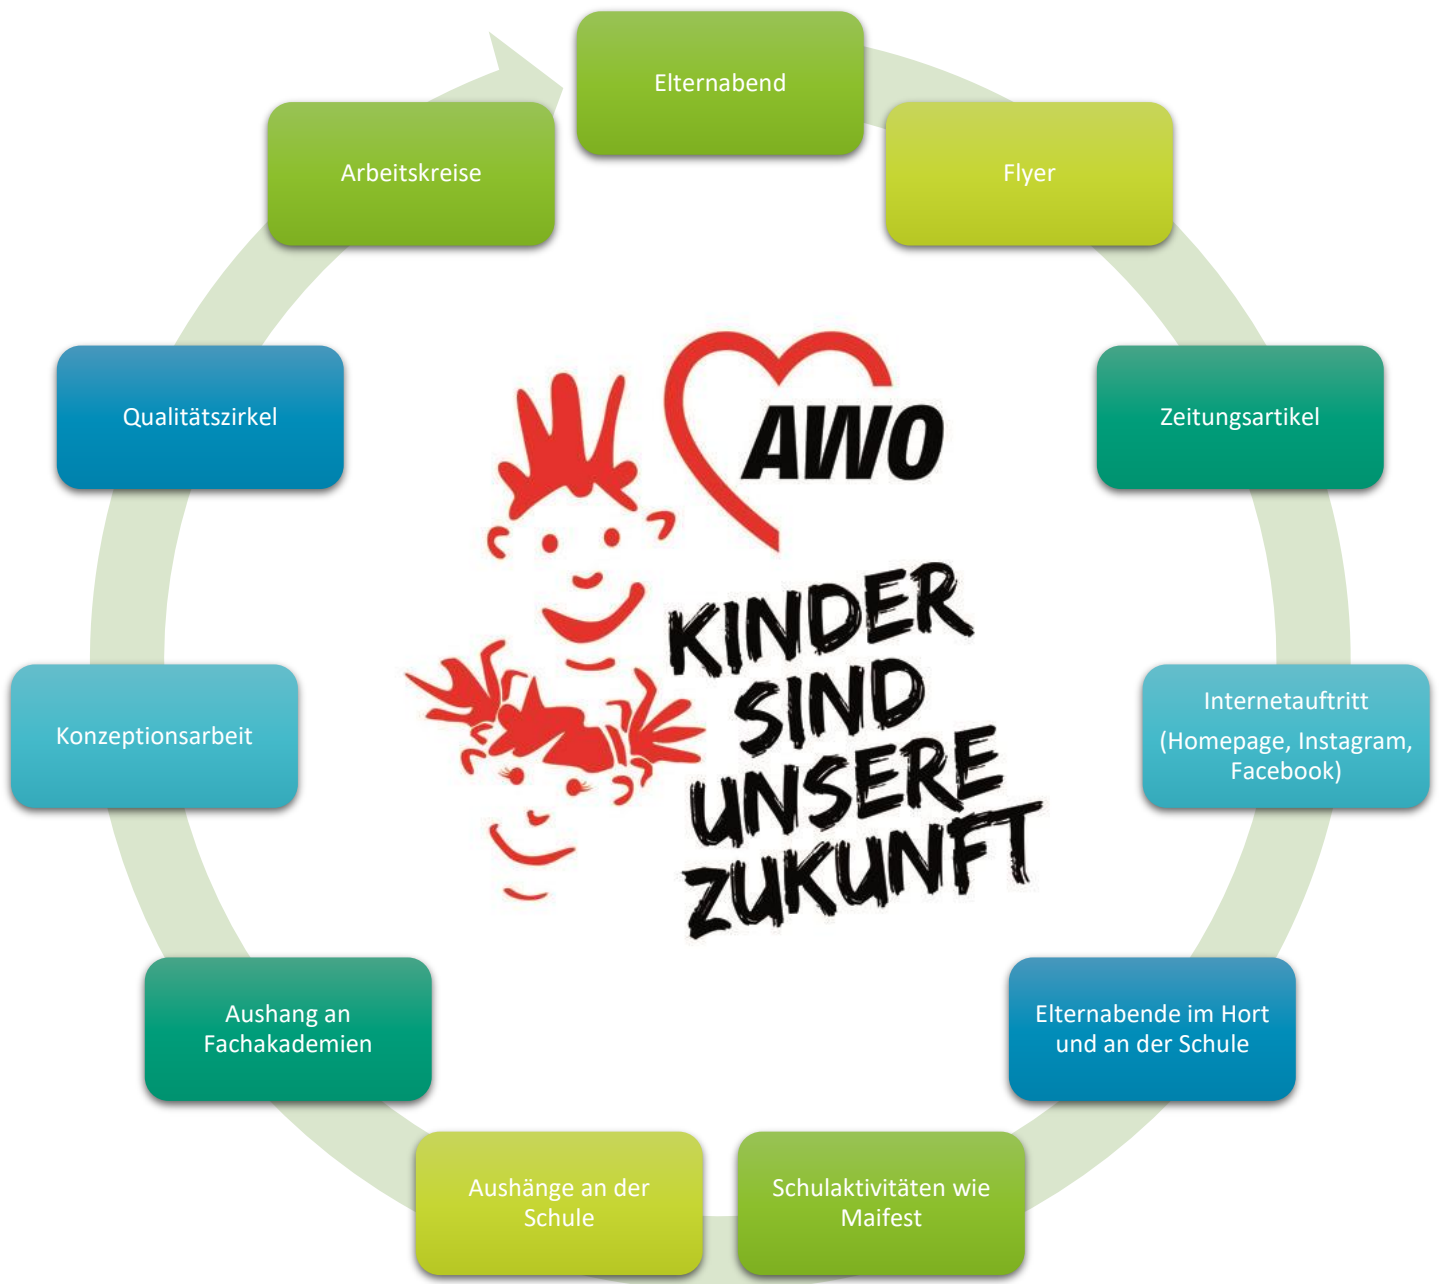 Elternabend
Flyer
Zeitungsartikel
Internetauftritt
(Homepage, Instagram,
Facebook)
Elternabende im Hort
und an der Schule
Schulaktivitäten wie
Maifest
Aushänge an der
Schule
Aushang an
Fachakademien
Konzeptionsarbeit
Qualitätszirkel
Arbeitskreise
AWO
KINDER
SIND
UNSERE
ZUKUNFT